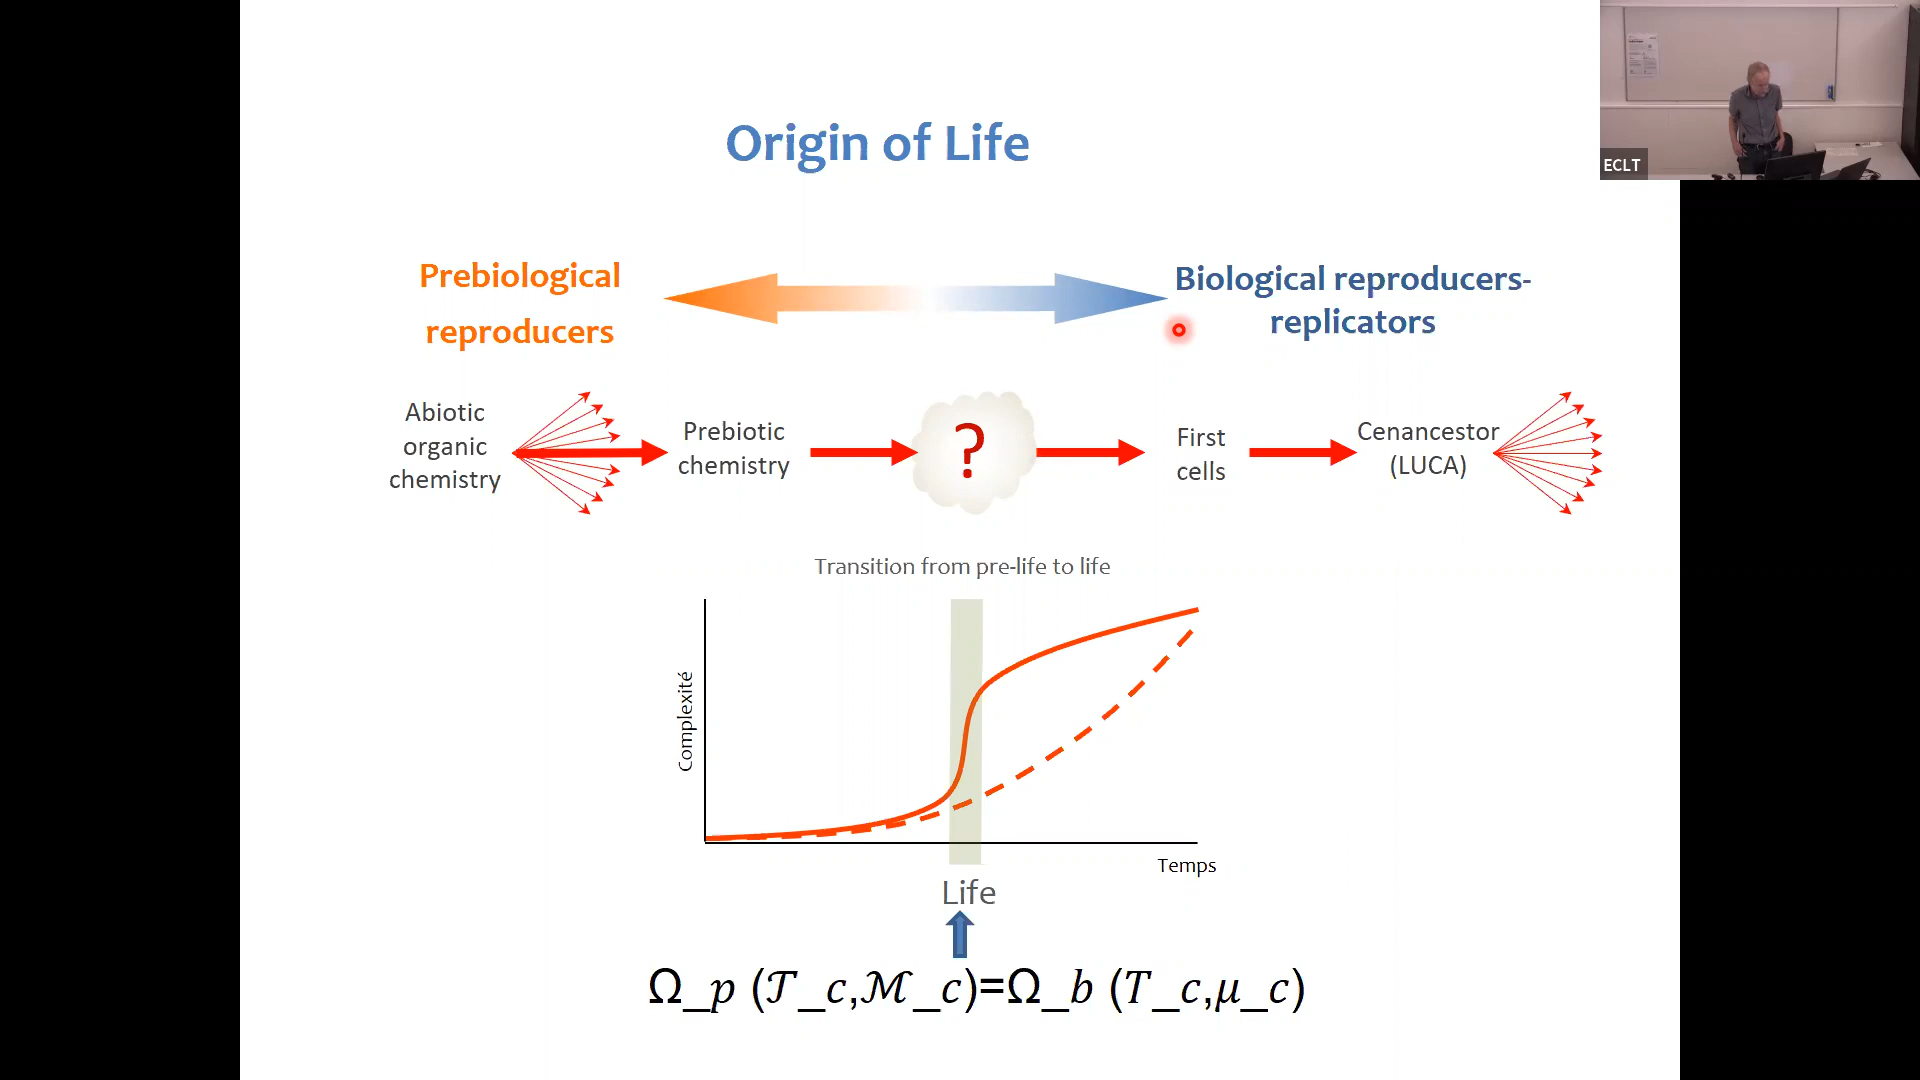 Origin of Life
ECLT
Prebiological
reproducers
Biological reproducers-
replicators
Abiotic
organic
chemistry
Prebiotic
chemistry
?
First
cells
Cenancestor
(LUCA)
Transition from pre-life to life
Complexité
Temps
Life
Ω_p (𝒯_c,ℳ_c)=Ω_b (T_c,μ_c)